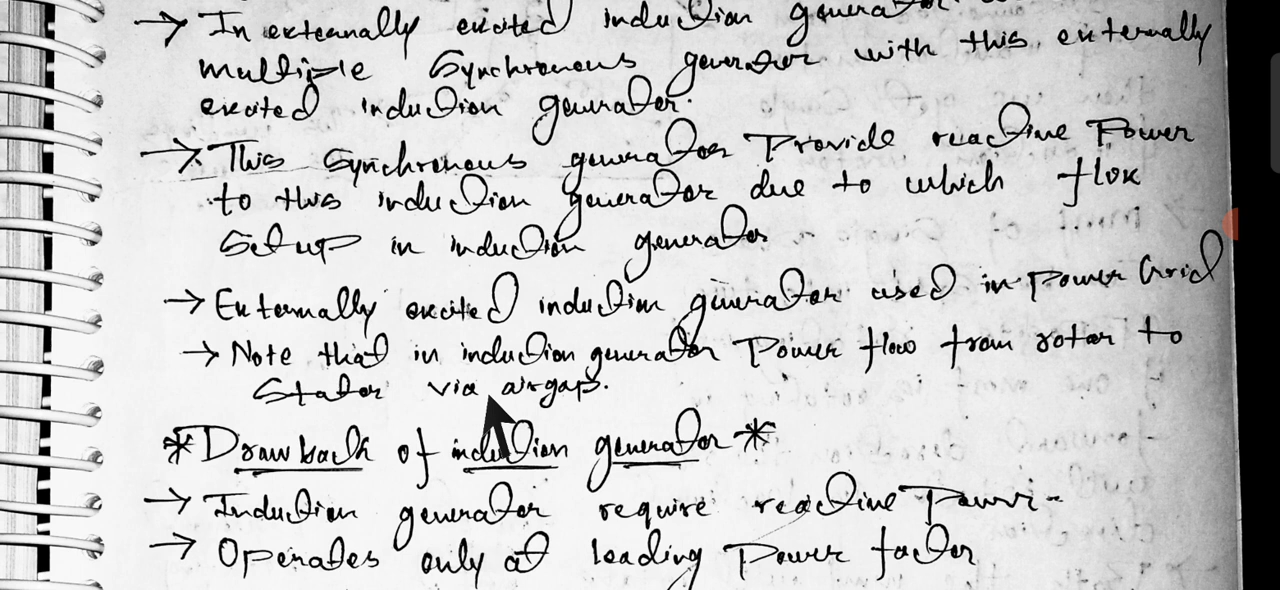 → In externally excited induction generator
multiple Synchronous generator with this externally
excited induction generator.
→ This Synchronous generator Provide reactive Power
to this induction generator due to which flux
Setup in induction generator
→ Externally excited induction generator used in Power Grid
→ Note that in induction generator Power flow from rotor to
Stator via airgap.
*Drawback of induction generator*
→ Induction generator require reactive Power-
→ Operates only at leading Power factor